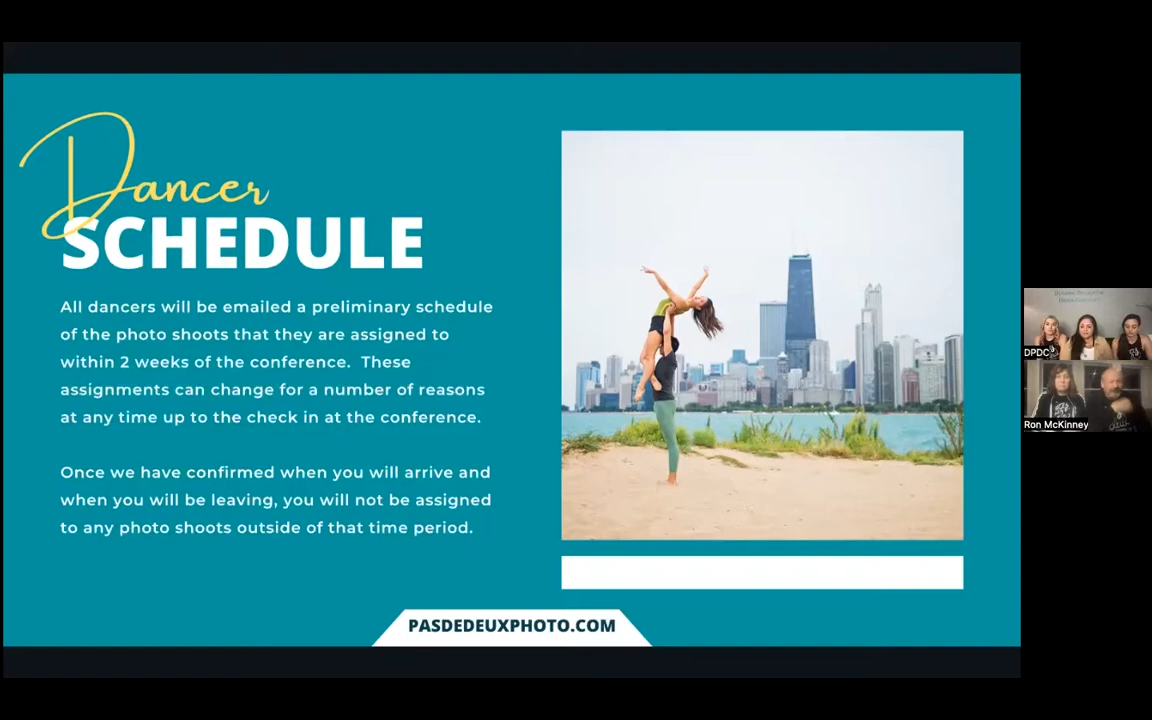 Dancer
SCHEDULE
All dancers will be emailed a preliminary schedule
of the photo shoots that they are assigned to
within 2 weeks of the conference. These
assignments can change for a number of reasons
at any time up to the check in at the conference.
Once we have confirmed when you will arrive and
when you will be leaving, you will not be assigned
to any photo shoots outside of that time period.
PASDEDEUXPHOTO.COM
DPDC
Ron McKinney